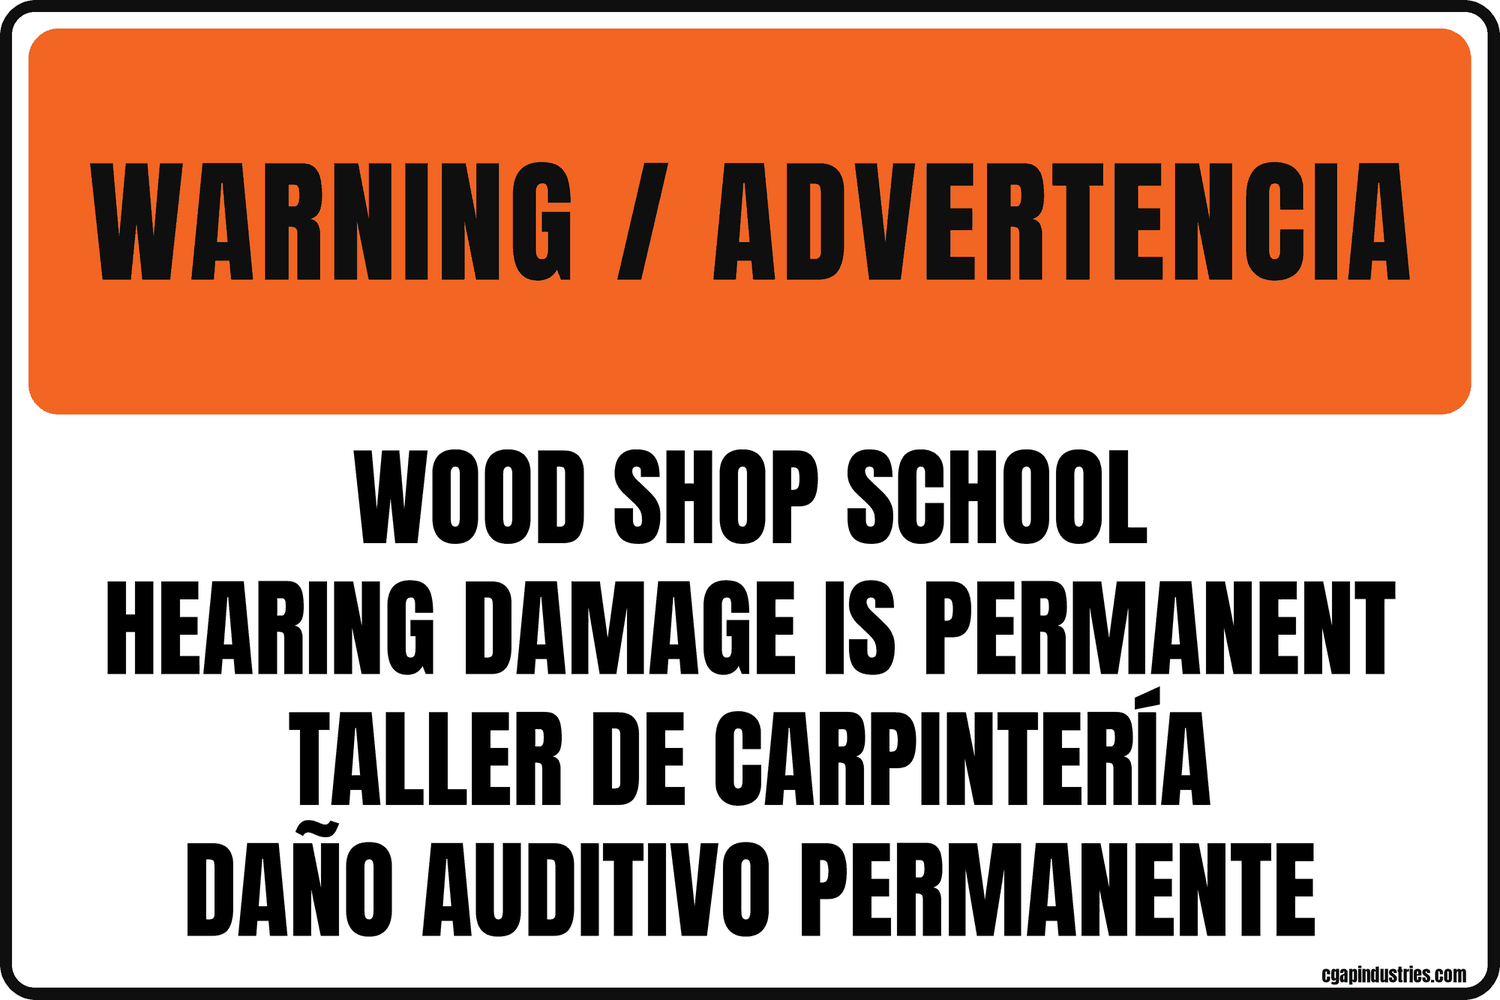 WARNING / ADVERTENCIA
WOOD SHOP SCHOOL
HEARING DAMAGE IS PERMANENT
TALLER DE CARPINTERÍA
DAÑO AUDITIVO PERMANENTE
cgapindustries.com